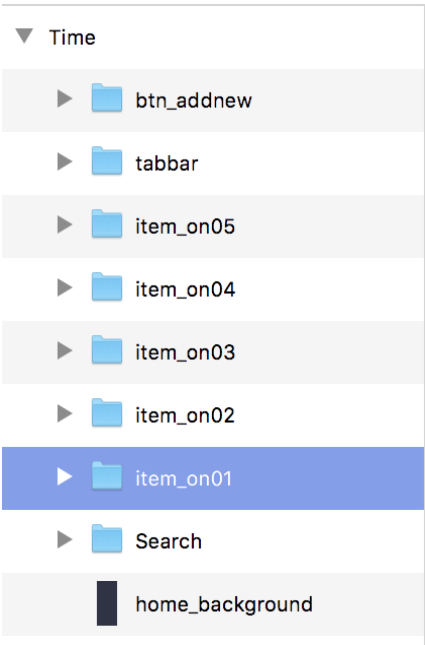 Time
btn_addnew
tabbar
item_on05
item_on04
item_on03
item_on02
item_on01
Search
home_background